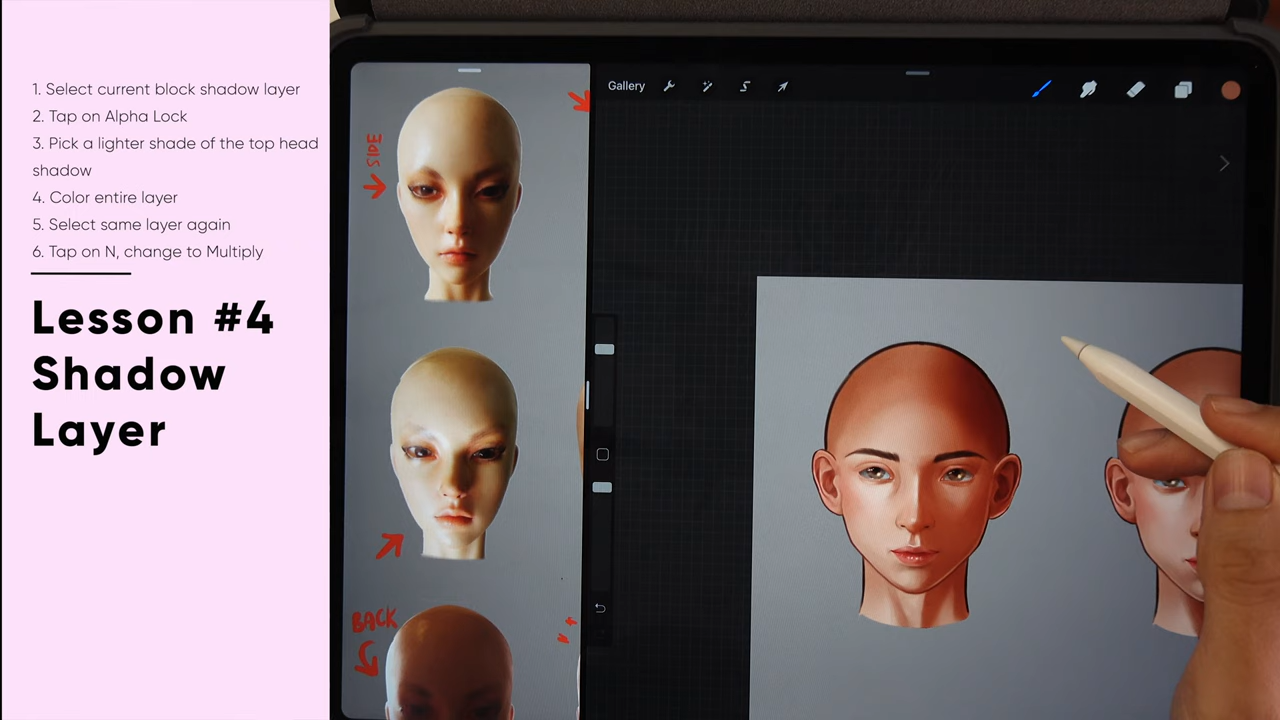 1. Select current block shadow layer
2. Tap on Alpha Lock
3. Pick a lighter shade of the top head
shadow
4. Color entire layer
5. Select same layer again
6. Tap on N, change to Multiply
Lesson #4
Shadow
Layer
SIDE
BACK
Gallery